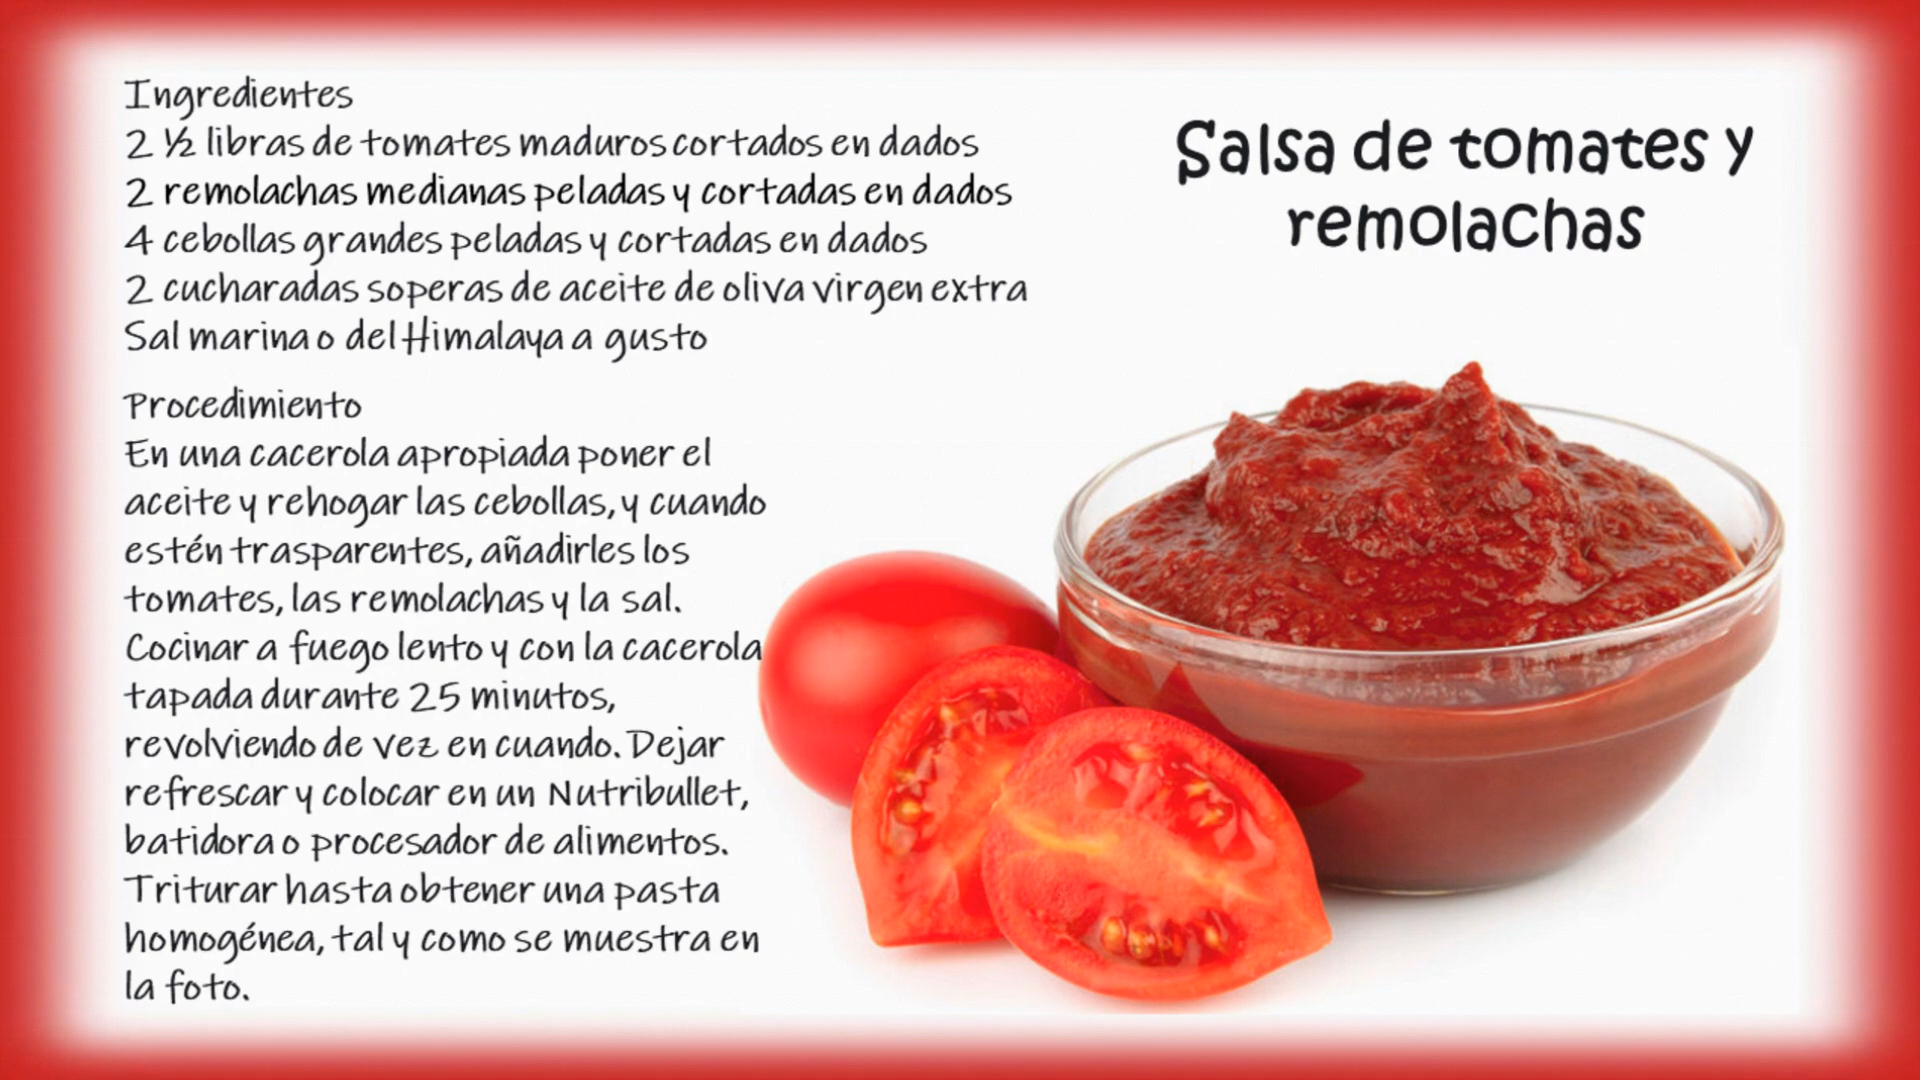 Salsa de tomates y
remolachas
Ingredientes
2 ½ libras de tomates maduros cortados en dados
2 remolachas medianas peladas y cortadas en dados
4 cebollas grandes peladas y cortadas en dados
2 cucharadas soperas de aceite de oliva virgen extra
Sal marina o del Himalaya a gusto
Procedimiento
En una cacerola apropiada poner el
aceite y rehogar las cebollas, y cuando
estén trasparentes, añadirles los
tomates, las remolachas y la sal.
Cocinar a fuego lento y con la cacerola
tapada durante 25 minutos,
revolviendo de vez en cuando. Dejar
refrescar y colocar en un Nutribullet,
batidora o procesador de alimentos.
Triturar hasta obtener una pasta
homogénea, tal y como se muestra en
la foto.